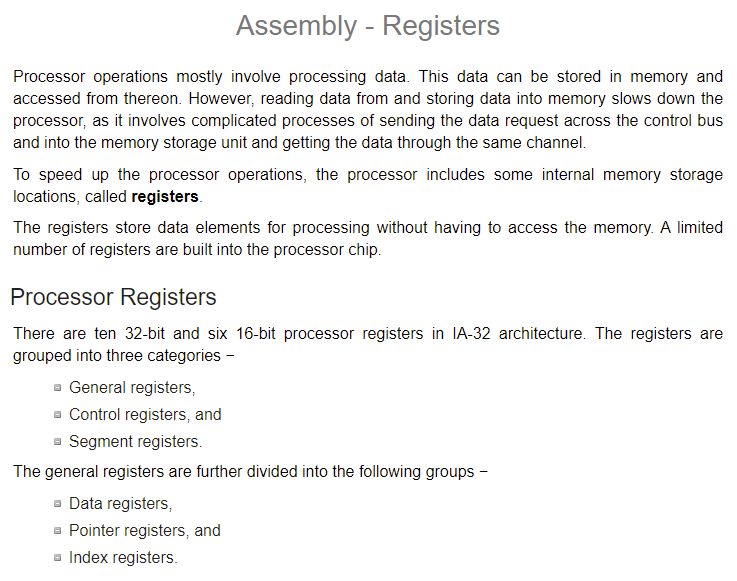 Assembly - Registers
Processor operations mostly involve processing data. This data can be stored in memory and
accessed from thereon. However, reading data from and storing data into memory slows down the
processor, as it involves complicated processes of sending the data request across the control bus
and into the memory storage unit and getting the data through the same channel.
To speed up the processor operations, the processor includes some internal memory storage
locations, called registers.
The registers store data elements for processing without having to access the memory. A limited
number of registers are built into the processor chip.
Processor Registers
There are ten 32-bit and six 16-bit processor registers in IA-32 architecture. The registers are
grouped into three categories −
General registers,
Control registers, and
Segment registers.
The general registers are further divided into the following groups −
Data registers,
Pointer registers, and
Index registers.